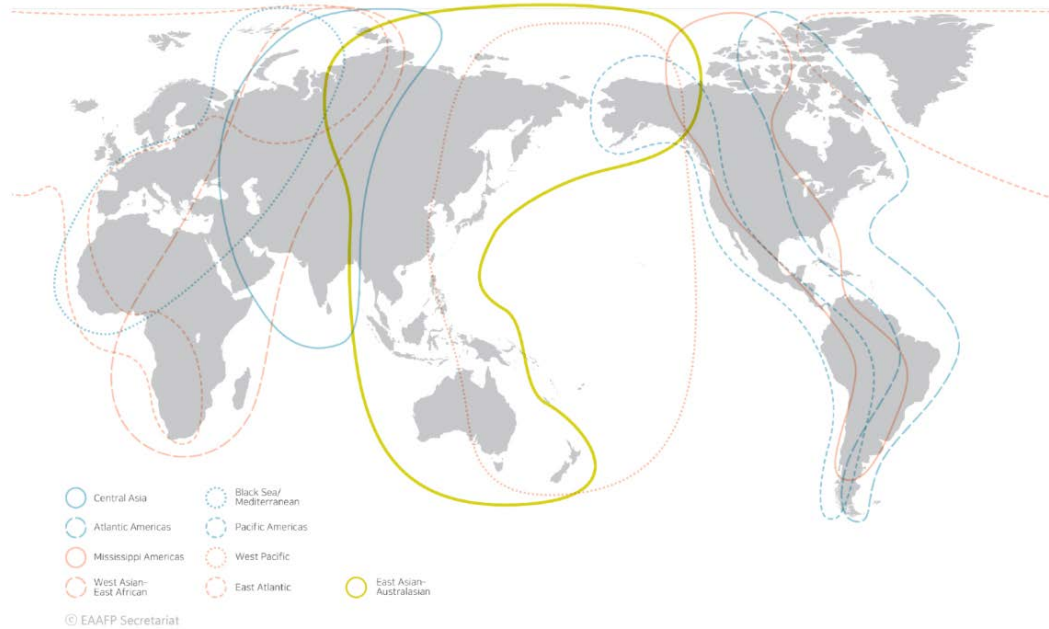 Central Asia
Black Sea/
Mediterranean
Atlantic Americas
Pacific Americas
Mississippi Americas
West Pacific
West Asian–
East African
East Atlantic
East Asian–
Australasian
ⓒ EAAFP Secretariat